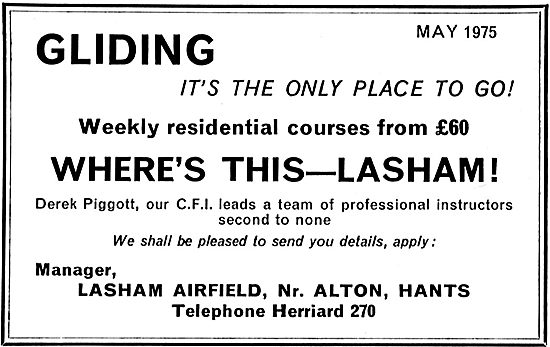 MAY 1975
GLIDING
IT'S THE ONLY PLACE TO GO!
Weekly residential courses from £60
WHERE'S THIS—LASHAM!
Derek Piggott, our C.F.I. leads a team of professional instructors
second to none
We shall be pleased to send you details, apply:
Manager,
LASHAM AIRFIELD, Nr. ALTON, HANTS
Telephone Herriard 270